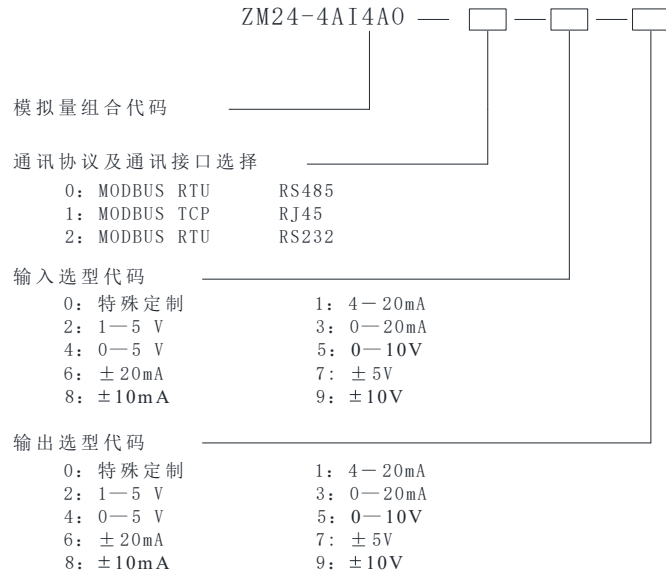 ZM24-4AI4AO — □ — □ — □
模拟量组合代码
通讯协议及通讯接口选择
0: MODBUS RTU RS485
1: MODBUS TCP RJ45
2: MODBUS RTU RS232
输入选型代码
0: 特殊定制 1: 4—20mA
2: 1—5 V 3: 0—20mA
4: 0—5 V 5: 0—10V
6: ±20mA 7: ±5V
8: ±10mA 9: ±10V
输出选型代码
0: 特殊定制 1: 4—20mA
2: 1—5 V 3: 0—20mA
4: 0—5 V 5: 0—10V
6: ±20mA 7: ±5V
8: ±10mA 9: ±10V